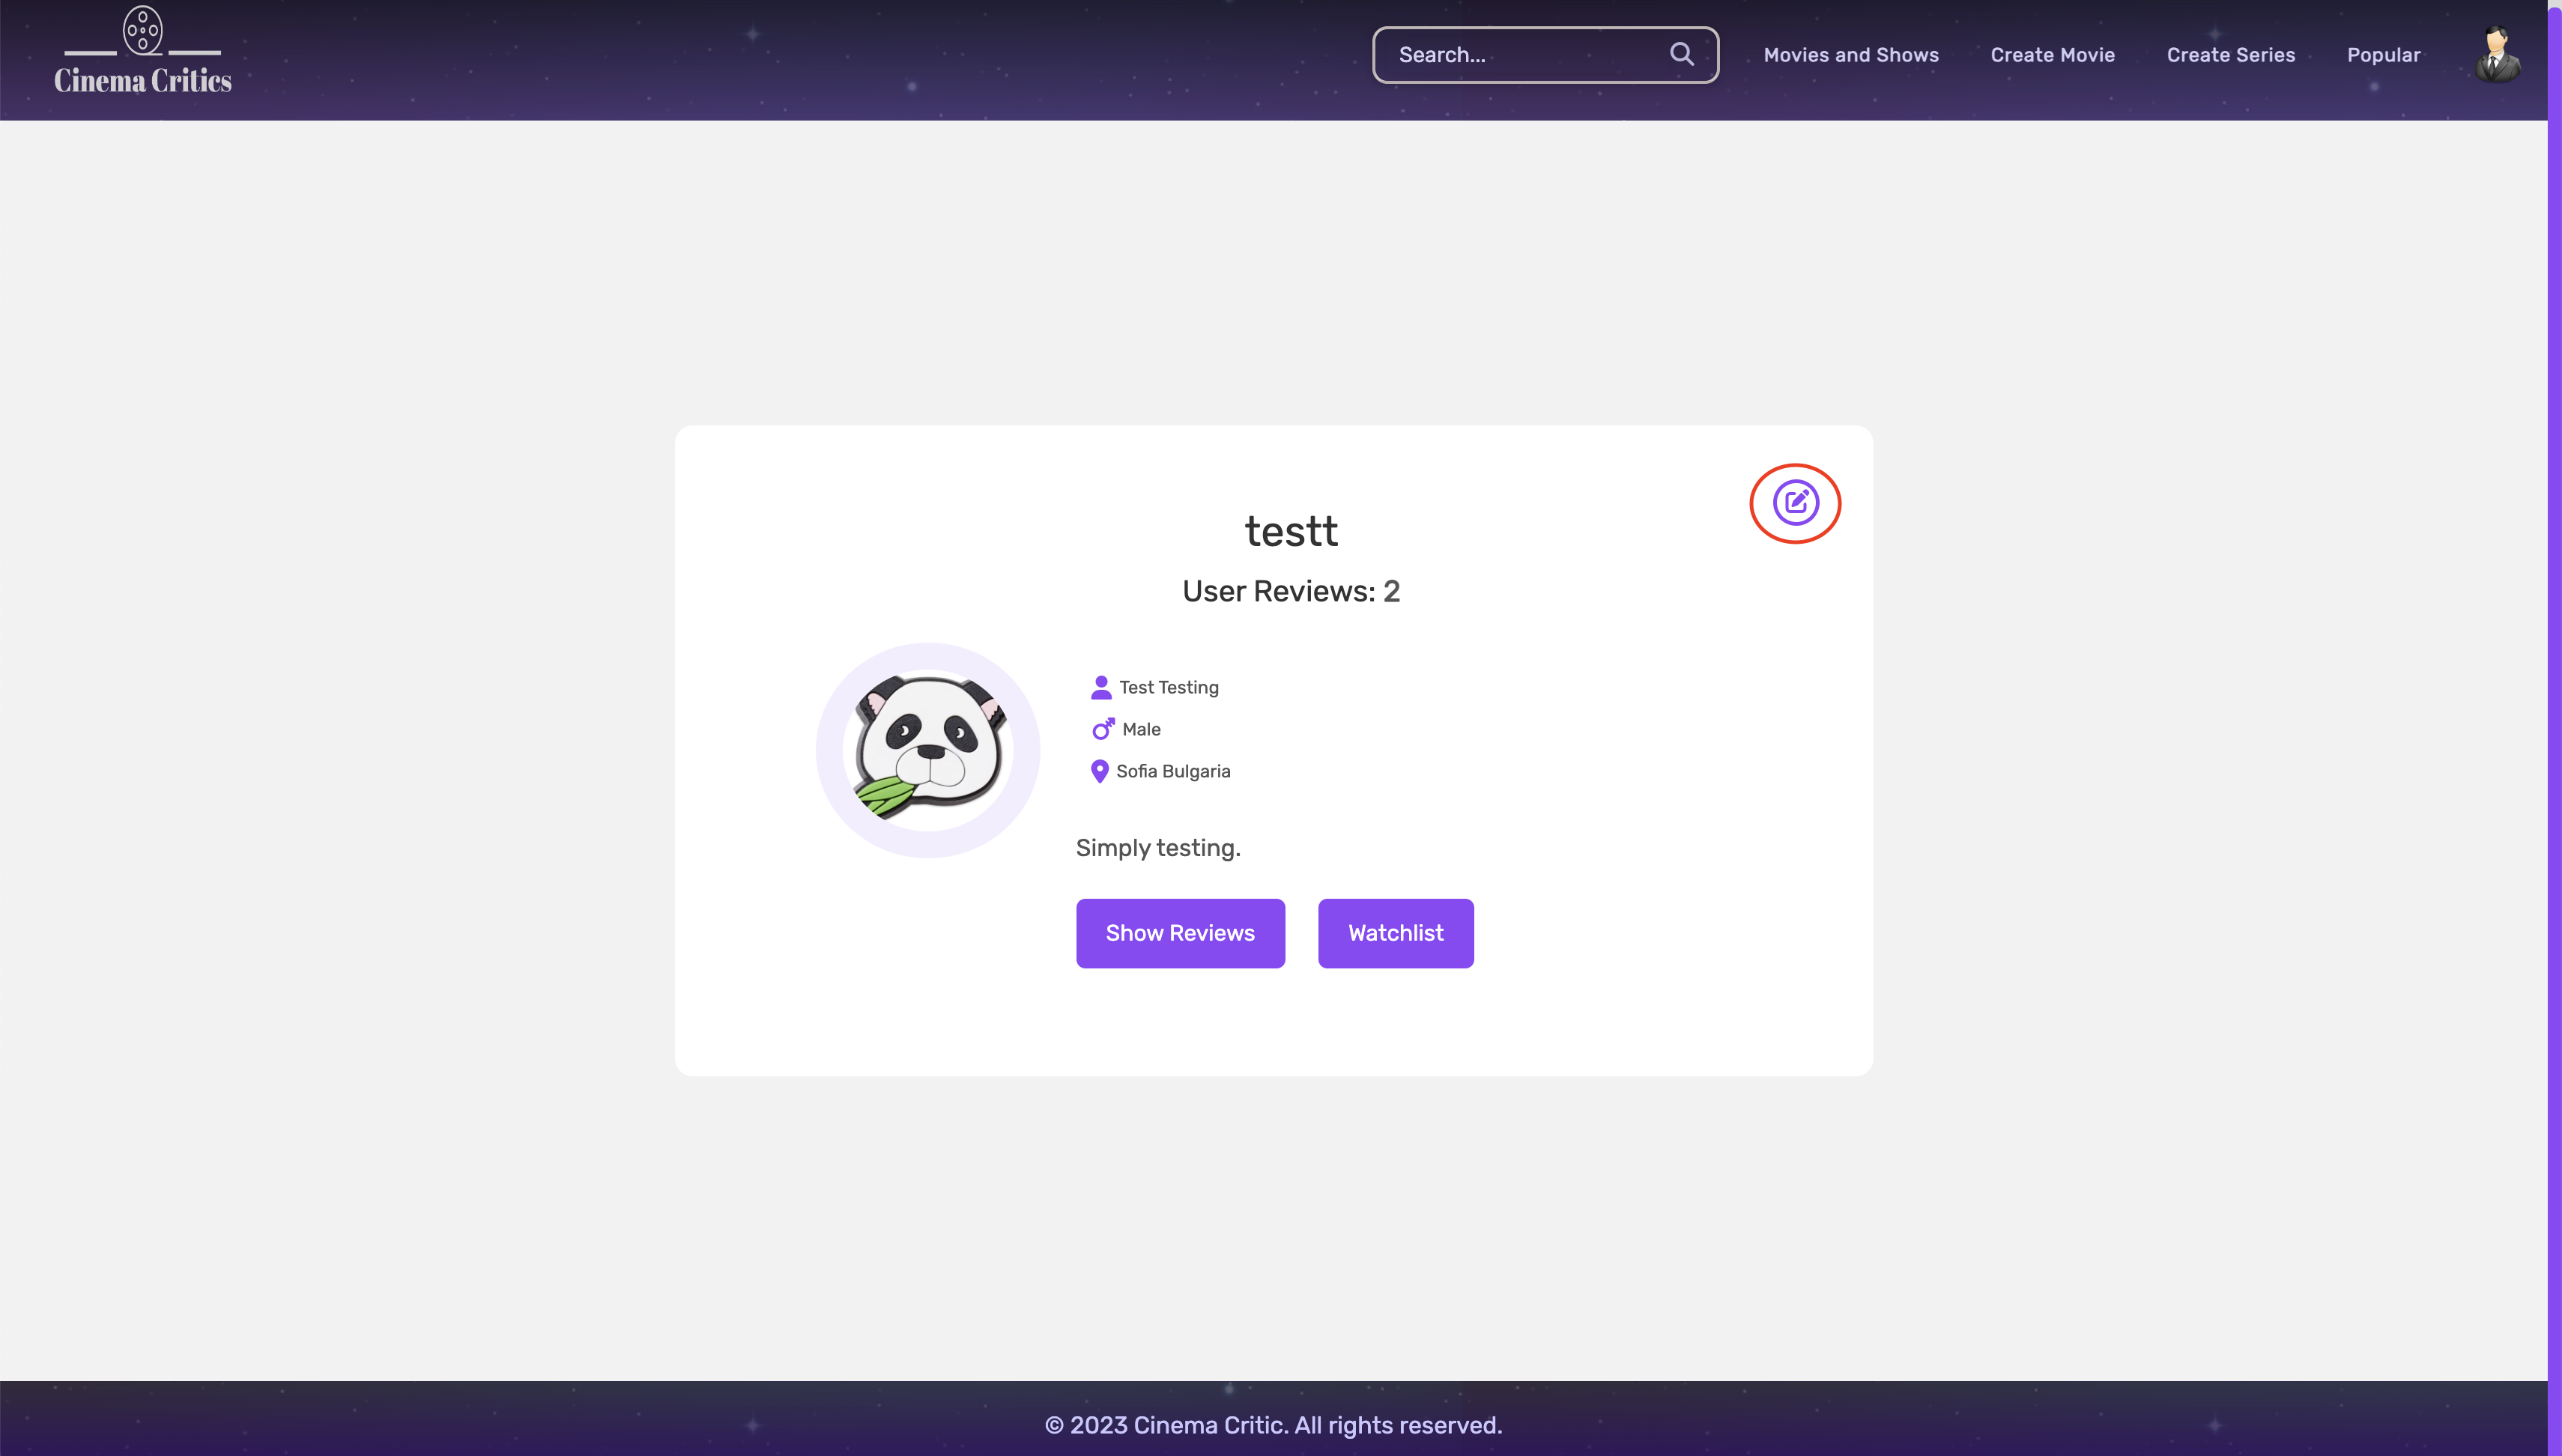 Cinema Critics
Search...
Movies and Shows
Create Movie
Create Series
Popular
testt
User Reviews: 2
Test Testing
Male
Sofia Bulgaria
Simply testing.
Show Reviews
Watchlist
© 2023 Cinema Critic. All rights reserved.